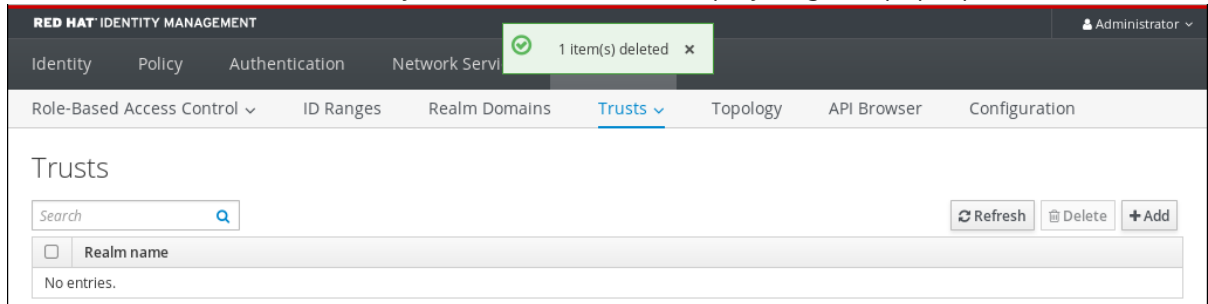 RED HAT® IDENTITY MANAGEMENT
Administrator
1 item(s) deleted ×
Identity Policy Authentication Network Servi
Role-Based Access Control ID Ranges Realm Domains Trusts Topology API Browser Configuration
Trusts
Search Refresh Delete + Add
Realm name
No entries.